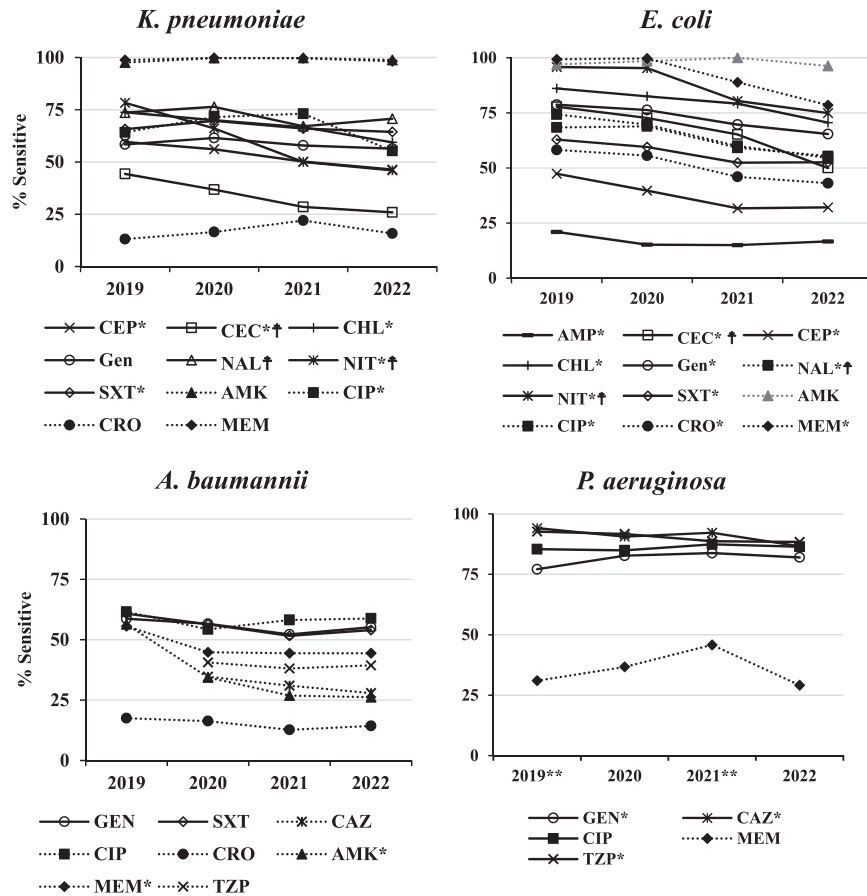 K. pneumoniae
100
75
50
25
0
% Sensitive
2019 2020 2021 2022
CEP* CEC*† CHL*
Gen NAL† NIT*†
SXT* AMK CIP*
CRO MEM
E. coli
100
75
50
25
0
2019 2020 2021 2022
AMP* CEC* † CEP*
CHL* Gen* NAL*†
NIT*† SXT* AMK
CIP* CRO* MEM*
A. baumannii
100
75
50
25
0
% Sensitive
2019 2020 2021 2022
GEN SXT CAZ
CIP CRO AMK*
MEM* TZP
P. aeruginosa
100
75
50
25
0
2019** 2020 2021** 2022
GEN* CAZ*
CIP MEM
TZP*